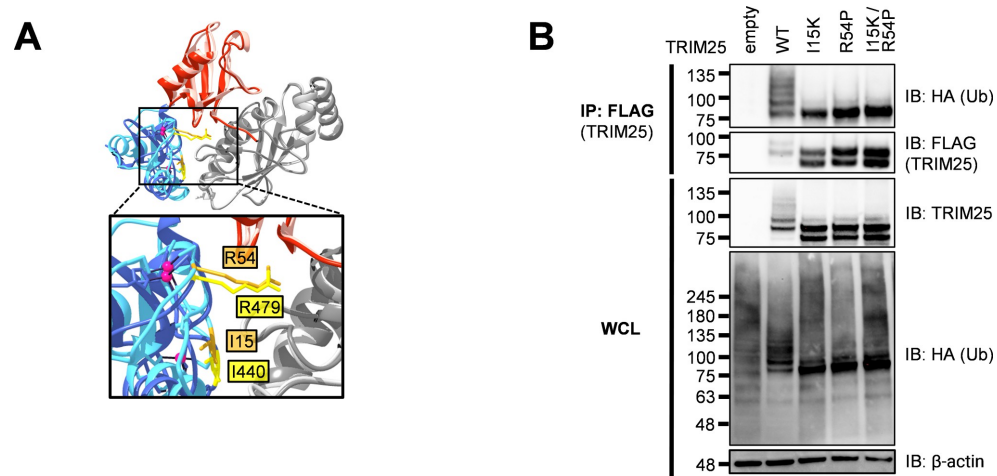 A
R54
R479
I15
I440
B
TRIM25
empty
WT
I15K
R54P
I15K/
R54P
IP: FLAG
(TRIM25)
135
100
75
IB: HA (Ub)
100
75
IB: FLAG
(TRIM25)
WCL
135
100
75
IB: TRIM25
245
180
135
100
75
63
48
IB: HA (Ub)
48
IB: β-actin